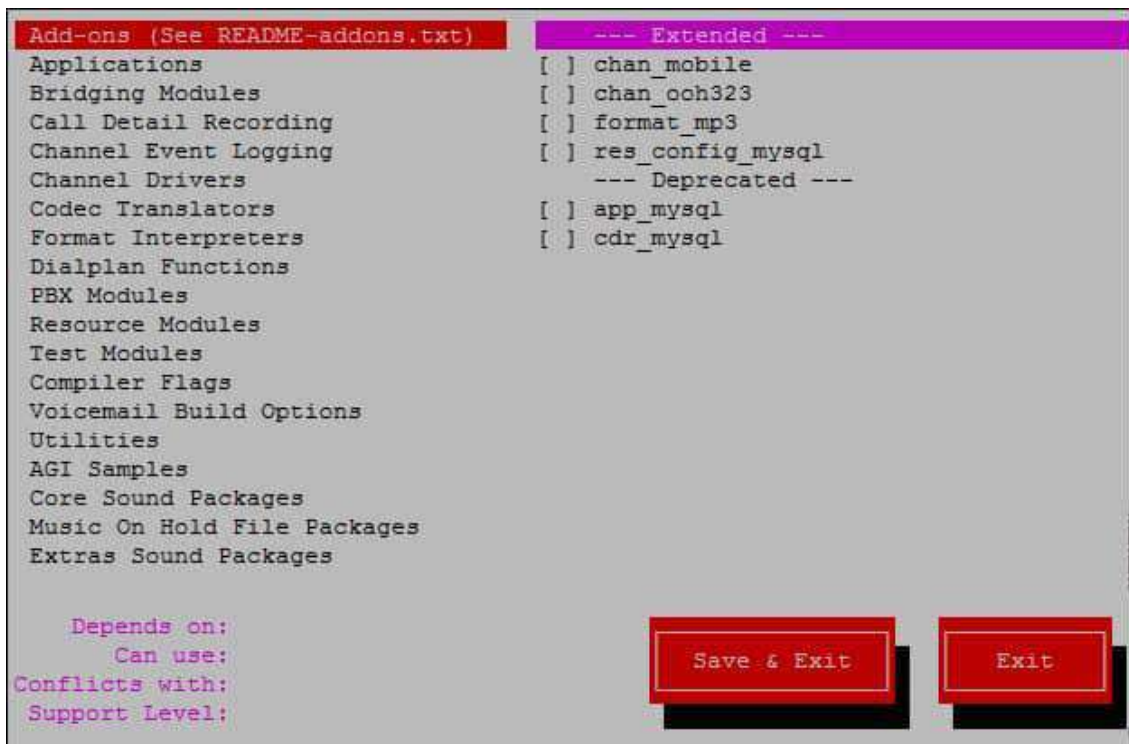 Add-ons (See README-addons.txt)
Applications
Bridging Modules
Call Detail Recording
Channel Event Logging
Channel Drivers
Codec Translators
Format Interpreters
Dialplan Functions
PBX Modules
Resource Modules
Test Modules
Compiler Flags
Voicemail Build Options
Utilities
AGI Samples
Core Sound Packages
Music On Hold File Packages
Extras Sound Packages
--- Extended ---
[ ] chan_mobile
[ ] chan_ooh323
[ ] format_mp3
[ ] res_config_mysql
--- Deprecated ---
[ ] app_mysql
[ ] cdr_mysql
Depends on:
Can use:
Conflicts with:
Support Level:
Save & Exit
Exit